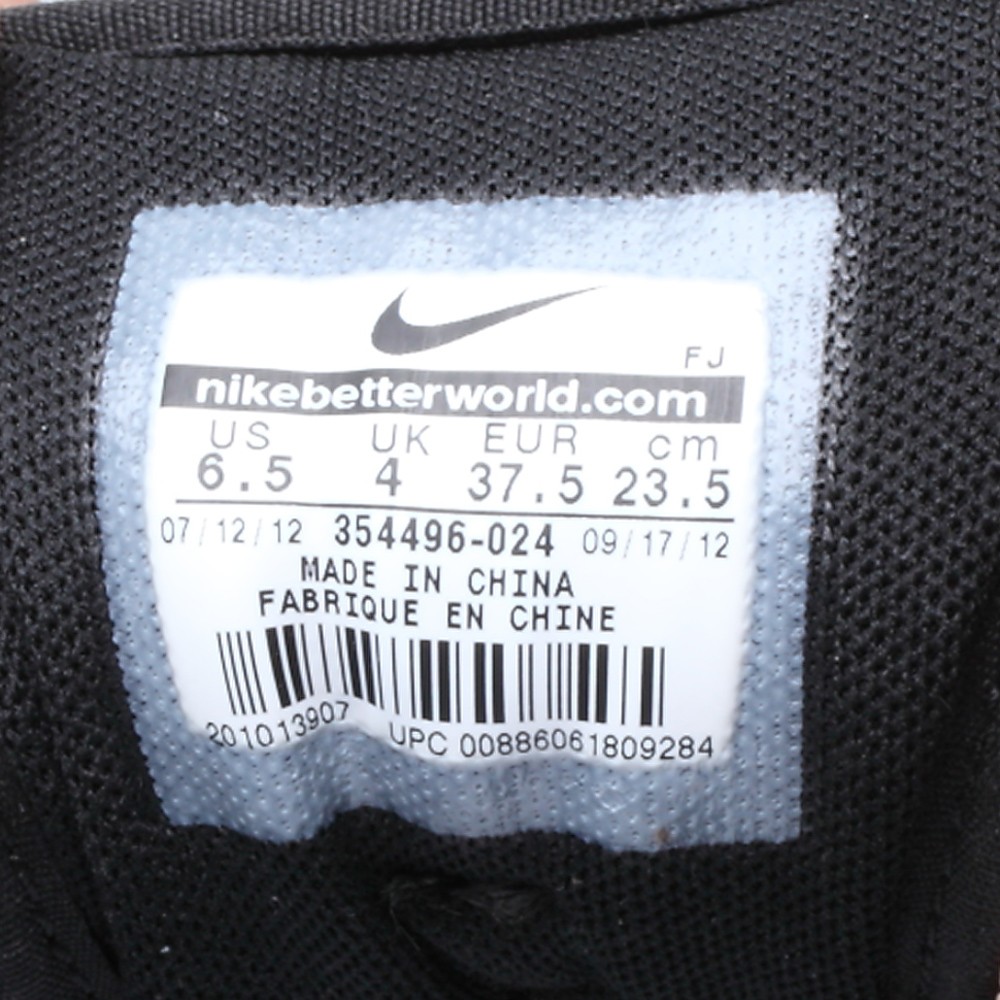 FJ
nikebetterworld.com
US UK EUR cm
6.5 4 37.5 23.5
07/12/12 354496-024 09/17/12
MADE IN CHINA
FABRIQUE EN CHINE
201013907 UPC 00886061809284